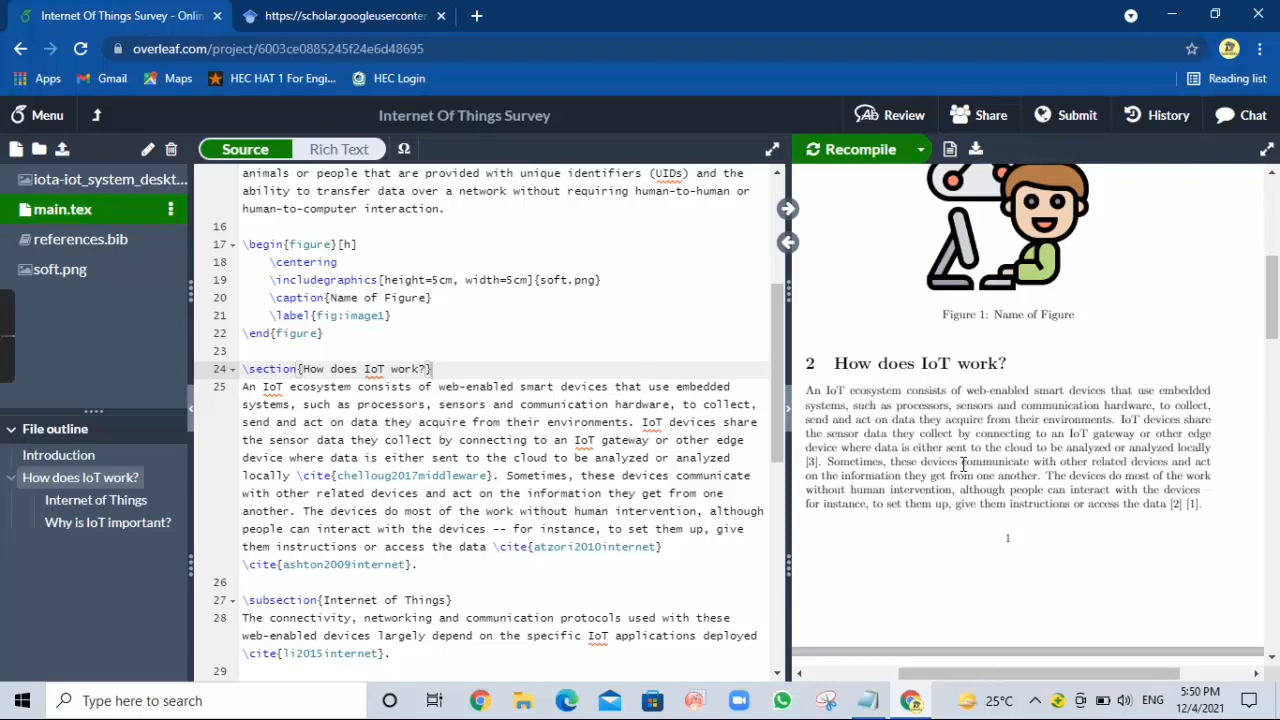 Internet Of Things Survey - Onlin
https://scholar.googleuserconter
overleaf.com/project/6003ce0885245f24e6d48695
Apps
Gmail
Maps
HEC HAT 1 For Engi...
HEC Login
Reading list
Menu
Internet Of Things Survey
Review
Share
Submit
History
Chat
Source
Rich Text
Ω
Recompile
iota-iot_system_deskt...
main.tex
references.bib
soft.png
File outline
Introduction
How does IoT work?
Internet of Things
Why is IoT important?
animals or people that are provided with unique identifiers (UIDs) and the
ability to transfer data over a network without requiring human-to-human or
human-to-computer interaction.
16
17 \begin{figure}[h]
18 \centering
19 \includegraphics[height=5cm, width=5cm]{soft.png}
20 \caption{Name of Figure}
21 \label{fig:image1}
22 \end{figure}
23
24 \section{How does IoT work?}
25 An IoT ecosystem consists of web-enabled smart devices that use embedded
systems, such as processors, sensors and communication hardware, to collect,
send and act on data they acquire from their environments. IoT devices share
the sensor data they collect by connecting to an IoT gateway or other edge
device where data is either sent to the cloud to be analyzed or analyzed
locally \cite{chelloug2017middleware}. Sometimes, these devices communicate
with other related devices and act on the information they get from one
another. The devices do most of the work without human intervention, although
people can interact with the devices -- for instance, to set them up, give
them instructions or access the data \cite{atzori2010internet}
\cite{ashton2009internet}.
26
27 \subsection{Internet of Things}
28 The connectivity, networking and communication protocols used with these
web-enabled devices largely depend on the specific IoT applications deployed
\cite{li2015internet}.
29
Figure 1: Name of Figure
2 How does IoT work?
An IoT ecosystem consists of web-enabled smart devices that use embedded
systems, such as processors, sensors and communication hardware, to collect,
send and act on data they acquire from their environments. IoT devices share
the sensor data they collect by connecting to an IoT gateway or other edge
device where data is either sent to the cloud to be analyzed or analyzed locally
[3]. Sometimes, these devices communicate with other related devices and act
on the information they get from one another. The devices do most of the work
without human intervention, although people can interact with the devices –
for instance, to set them up, give them instructions or access the data [2] [1].
1
Type here to search
25°C
ENG
5:50 PM
12/4/2021